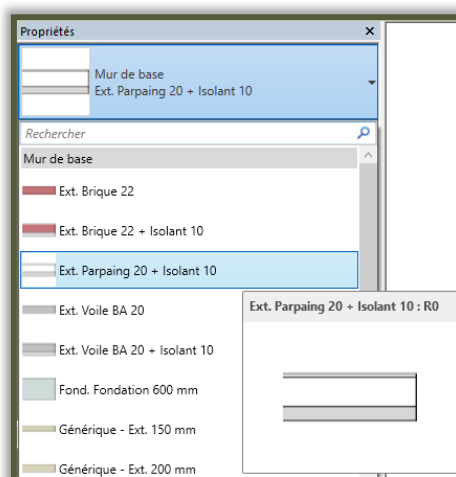 Propriétés
Mur de base
Ext. Parpaing 20 + Isolant 10
Rechercher
Mur de base
Ext. Brique 22
Ext. Brique 22 + Isolant 10
Ext. Parpaing 20 + Isolant 10
Ext. Voile BA 20
Ext. Parpaing 20 + Isolant 10 : R0
Ext. Voile BA 20 + Isolant 10
Fond. Fondation 600 mm
Générique - Ext. 150 mm
Générique - Ext. 200 mm